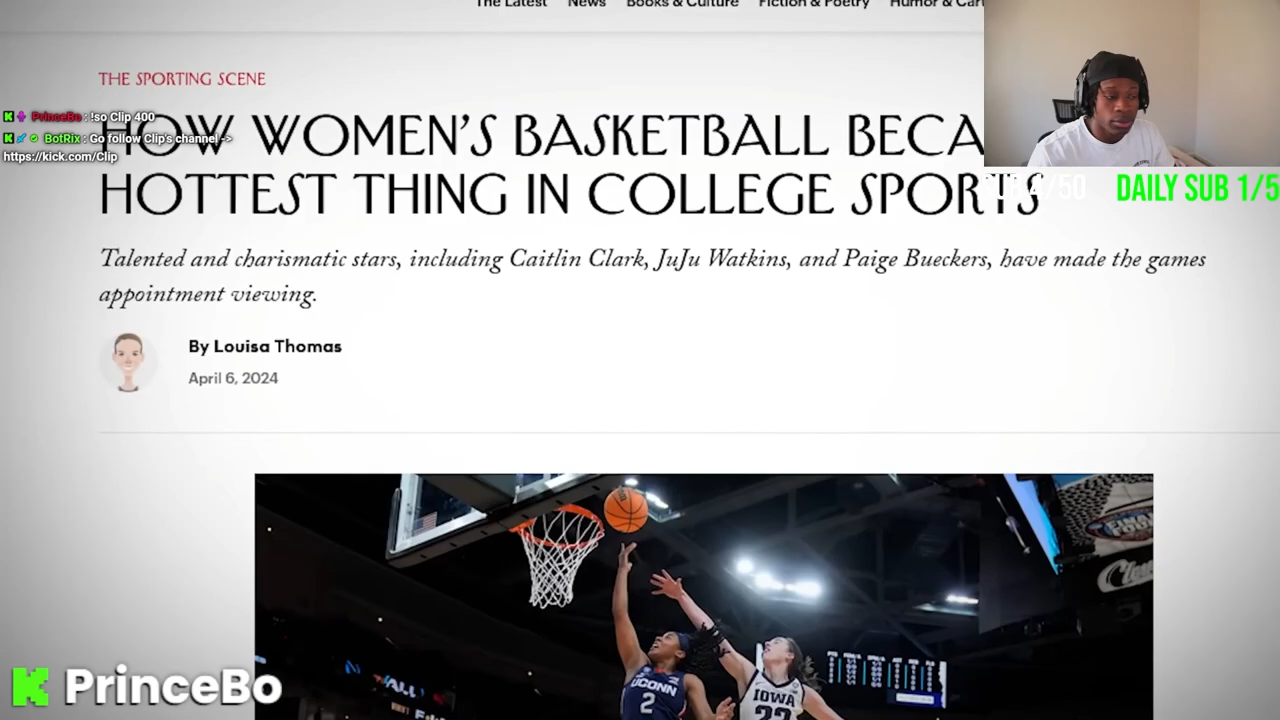 The Latest News Books & Culture Fiction & Poetry Humor &
THE SPORTING SCENE
PrinceBo : !so Clip 400
BotRix : Go follow Clip's channel ->
https://kick.com/Clip
HOW WOMEN'S BASKETBALL BECA
HOTTEST THING IN COLLEGE SPORTS
/50
DAILY SUB 1/5
Talented and charismatic stars, including Caitlin Clark, JuJu Watkins, and Paige Bueckers, have made the games
appointment viewing.
By Louisa Thomas
April 6, 2024
UCONN
2
IOWA
22
PrinceBo